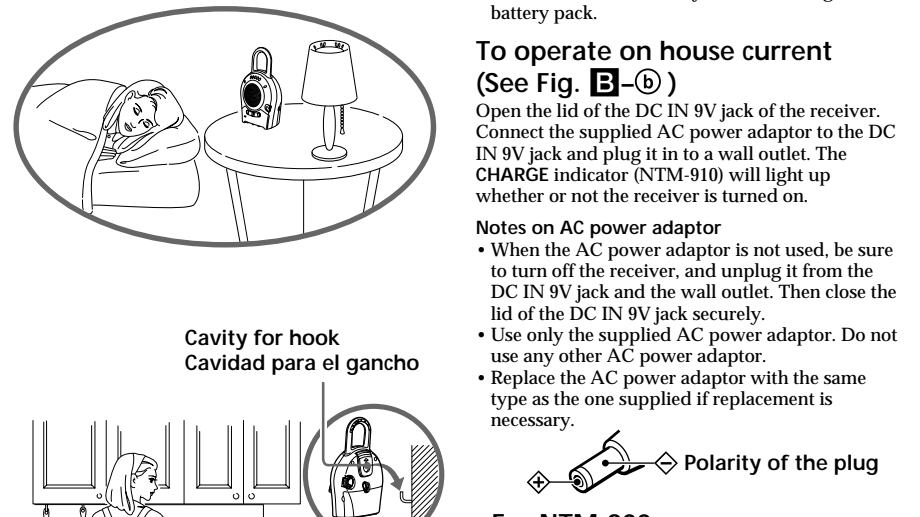 battery pack.
To operate on house current
(See Fig. B–ⓑ)
Open the lid of the DC IN 9V jack of the receiver.
Connect the supplied AC power adaptor to the DC
IN 9V jack and plug it in to a wall outlet. The
CHARGE indicator (NTM-910) will light up
whether or not the receiver is turned on.
Notes on AC power adaptor
• When the AC power adaptor is not used, be sure
to turn off the receiver, and unplug it from the
DC IN 9V jack and the wall outlet. Then close the
lid of the DC IN 9V jack securely.
• Use only the supplied AC power adaptor. Do not
use any other AC power adaptor.
• Replace the AC power adaptor with the same
type as the one supplied if replacement is
necessary.
Polarity of the plug
Cavity for hook
Cavidad para el gancho